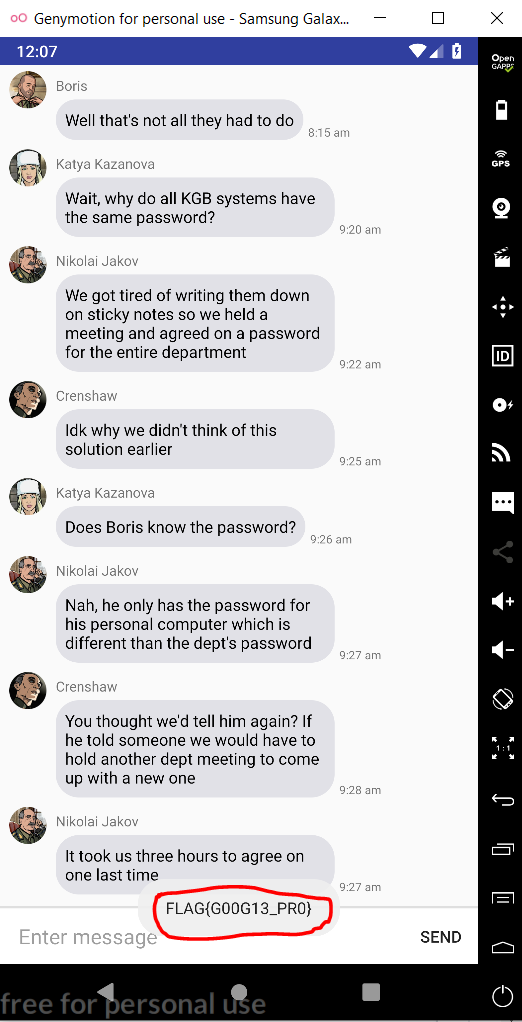 Genymotion for personal use - Samsung Galax...
12:07
Open
GAPPS
Boris
Well that's not all they had to do
8:15 am
GPS
Katya Kazanova
Wait, why do all KGB systems have
the same password?
9:20 am
Nikolai Jakov
We got tired of writing them down
on sticky notes so we held a
meeting and agreed on a password
for the entire department
9:22 am
ID
Crenshaw
Idk why we didn't think of this
solution earlier
9:25 am
Katya Kazanova
Does Boris know the password?
9:26 am
Nikolai Jakov
Nah, he only has the password for
his personal computer which is
different than the dept's password
9:27 am
Crenshaw
You thought we'd tell him again? If
he told someone we would have to
hold another dept meeting to come
up with a new one
9:28 am
1:1
Nikolai Jakov
It took us three hours to agree on
one last time
9:27 am
FLAG{G00G13_PR0}
Enter message
SEND
free for personal use